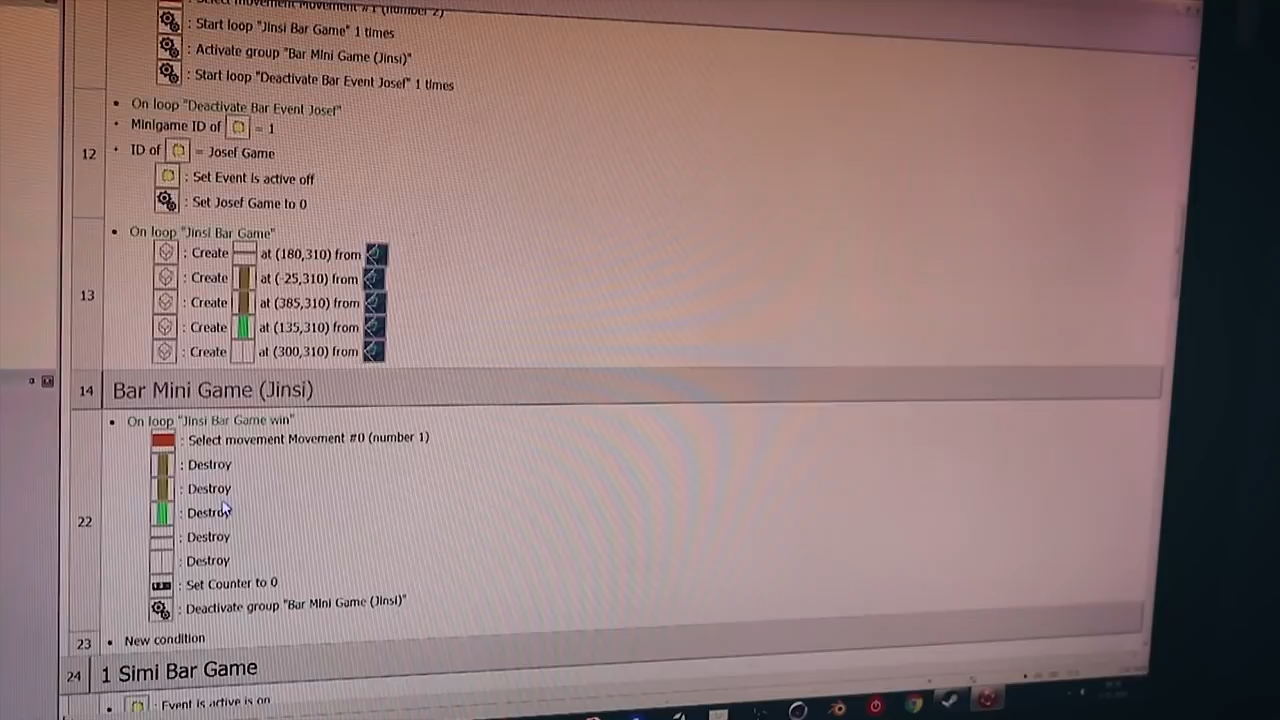 : Select movement Movement #1 (number 2)
: Start loop "Jinsi Bar Game" 1 times
: Activate group "Bar Mini Game (Jinsi)"
: Start loop "Deactivate Bar Event Josef" 1 times
• On loop "Deactivate Bar Event Josef"
• Minigame ID of = 1
12 • ID of = Josef Game
: Set Event is active off
: Set Josef Game to 0
• On loop "Jinsi Bar Game"
: Create at (180,310) from
: Create at (-25,310) from
13 : Create at (385,310) from
: Create at (135,310) from
: Create at (300,310) from
14 Bar Mini Game (Jinsi)
• On loop "Jinsi Bar Game win"
: Select movement Movement #0 (number 1)
: Destroy
: Destroy
22 : Destroy
: Destroy
: Destroy
: Set Counter to 0
: Deactivate group "Bar Mini Game (Jinsi)"
23 • New condition
24 1 Simi Bar Game
• : Event is active is on